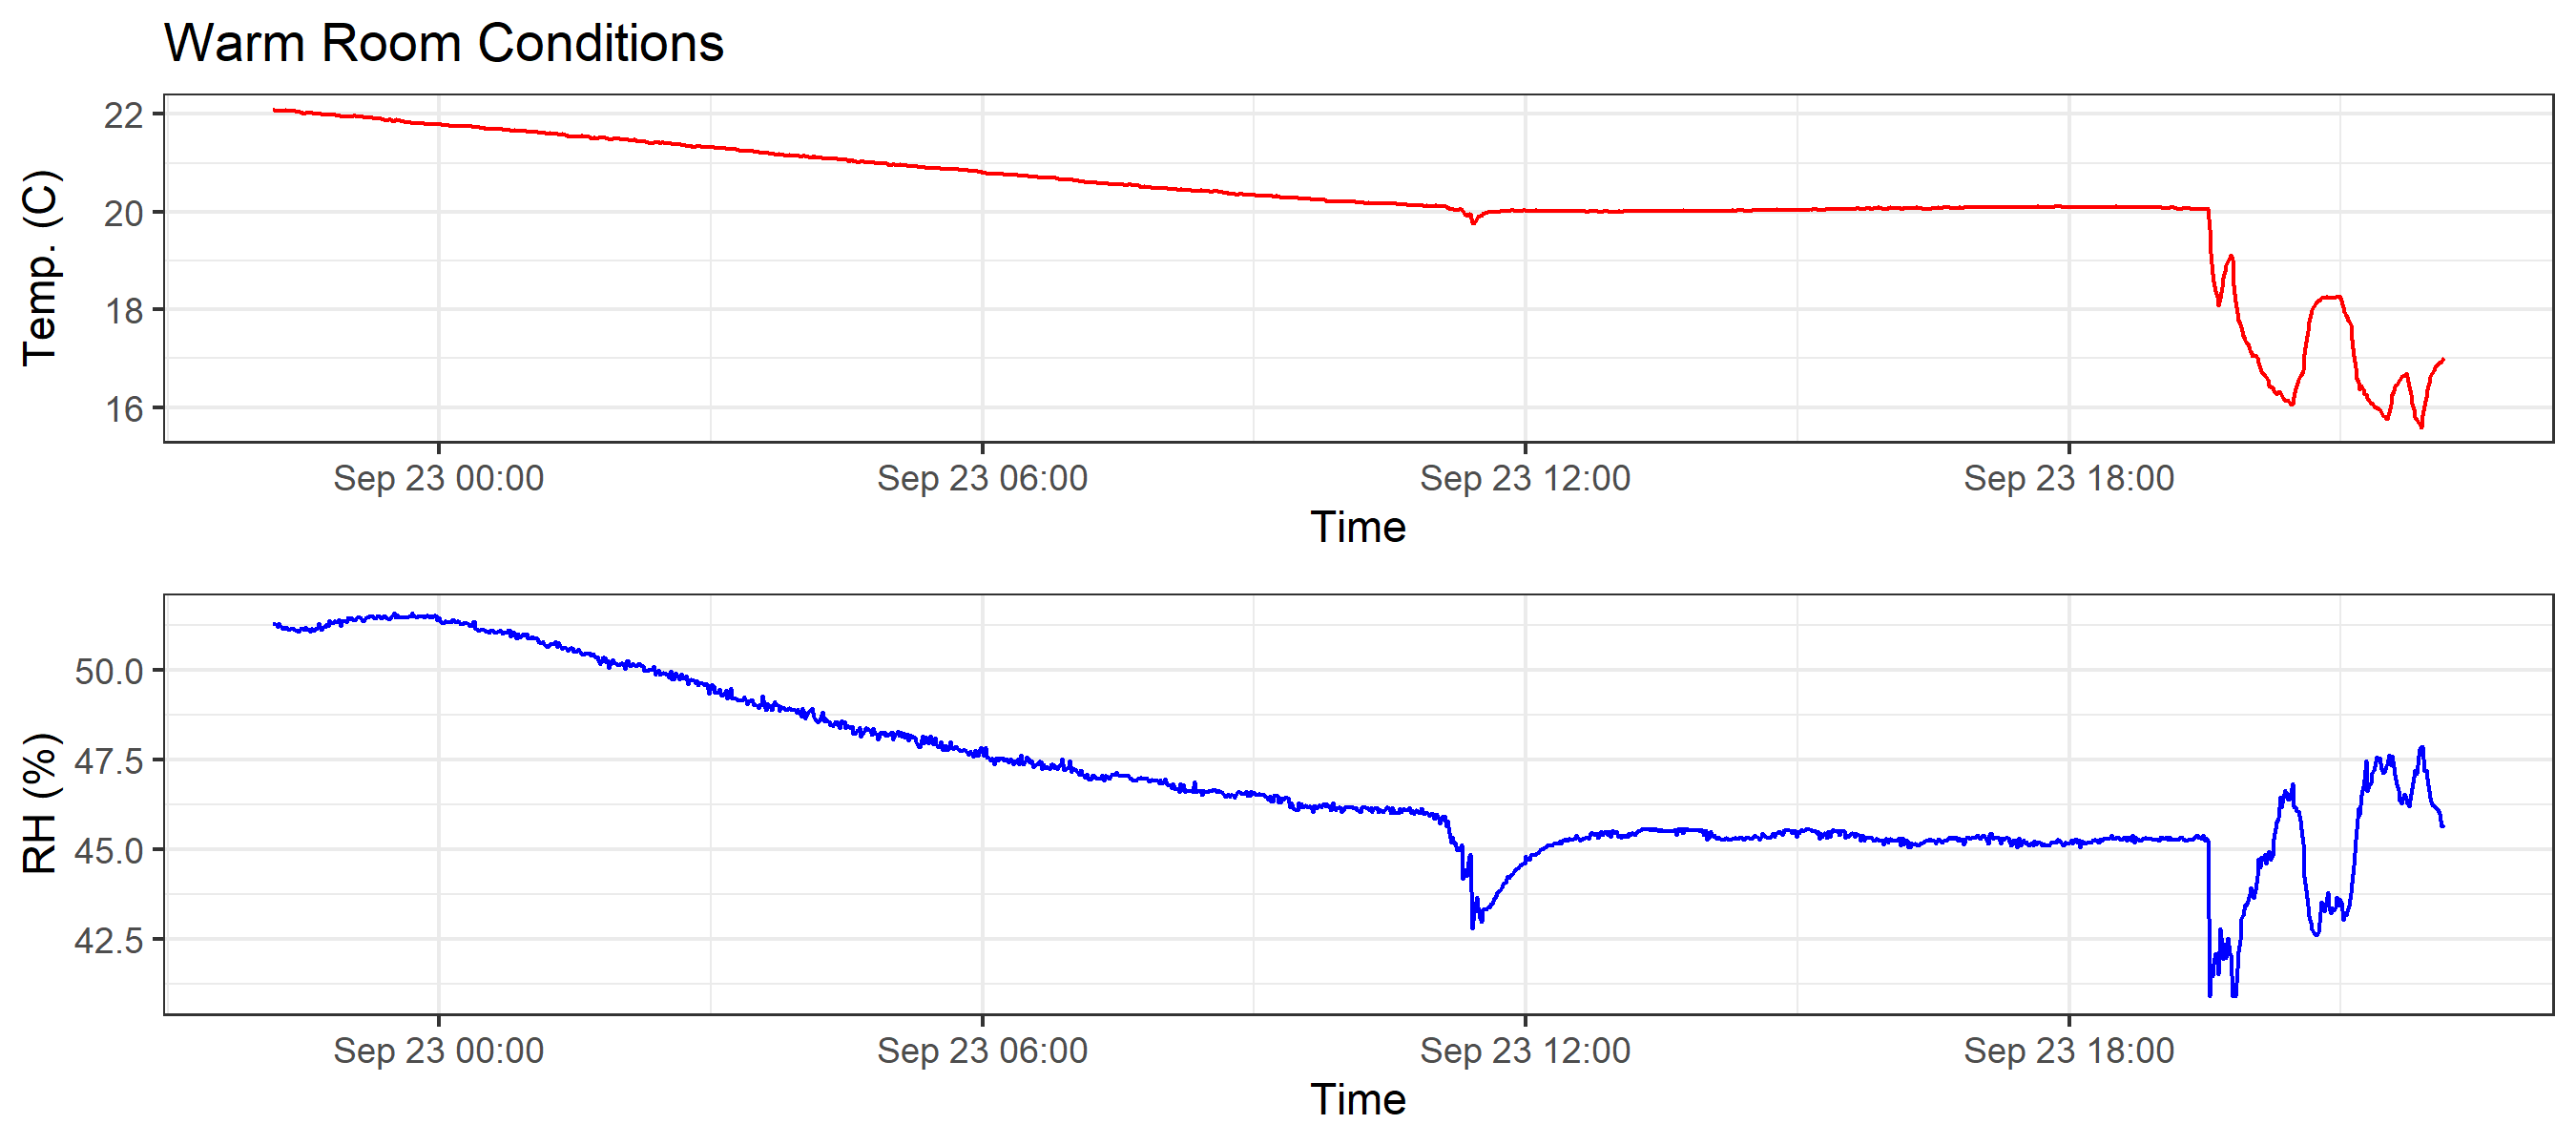 Warm Room Conditions
Temp. (C)
22
20
18
16
Sep 23 00:00 Sep 23 06:00 Sep 23 12:00 Sep 23 18:00
Time
RH (%)
50.0
47.5
45.0
42.5
Sep 23 00:00 Sep 23 06:00 Sep 23 12:00 Sep 23 18:00
Time